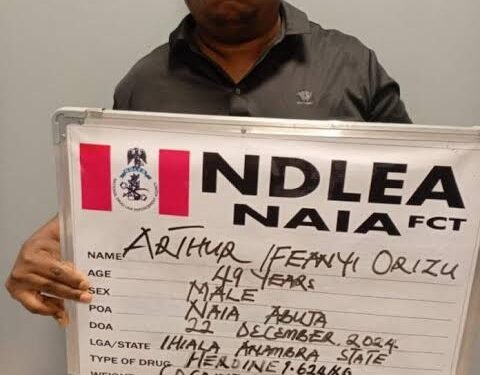 NDLEA
NAIA FCT
NAME ARTHUR IFEANYI ORIZU
AGE 49 YEARS
SEX MALE
POA NAIA ABUJA
DOA 22 DECEMBER, 2024
LGA/STATE IHIALA ANAMBRA STATE
TYPE OF DRUG HERDINE 1.624KG